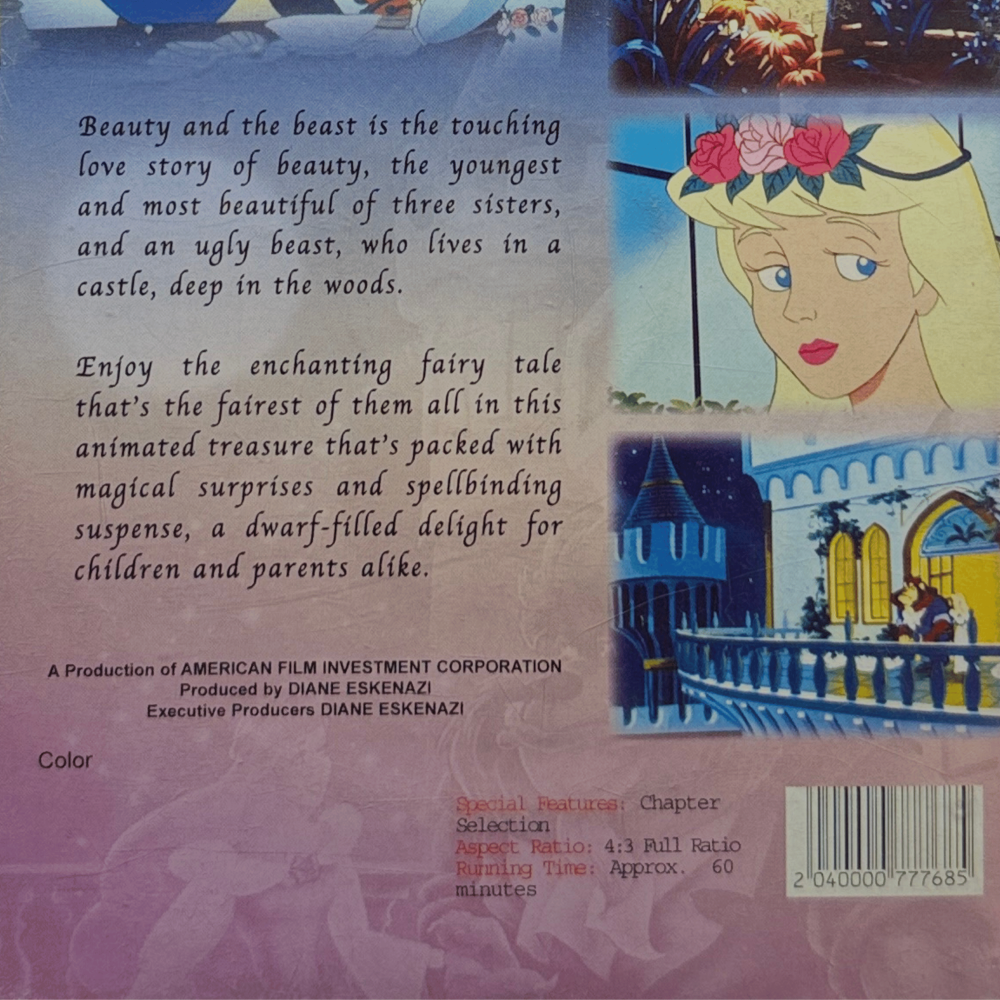 Beauty and the beast is the touching
love story of beauty, the youngest
and most beautiful of three sisters,
and an ugly beast, who lives in a
castle, deep in the woods.
Enjoy the enchanting fairy tale
that's the fairest of them all in this
animated treasure that's packed with
magical surprises and spellbinding
suspense, a dwarf-filled delight for
children and parents alike.
A Production of AMERICAN FILM INVESTMENT CORPORATION
Produced by DIANE ESKENAZI
Executive Producers DIANE ESKENAZI
Color
Special Features: Chapter
Selection
Aspect Ratio: 4:3 Full Ratio
Running Time: Approx. 60
minutes
2 040000 777685